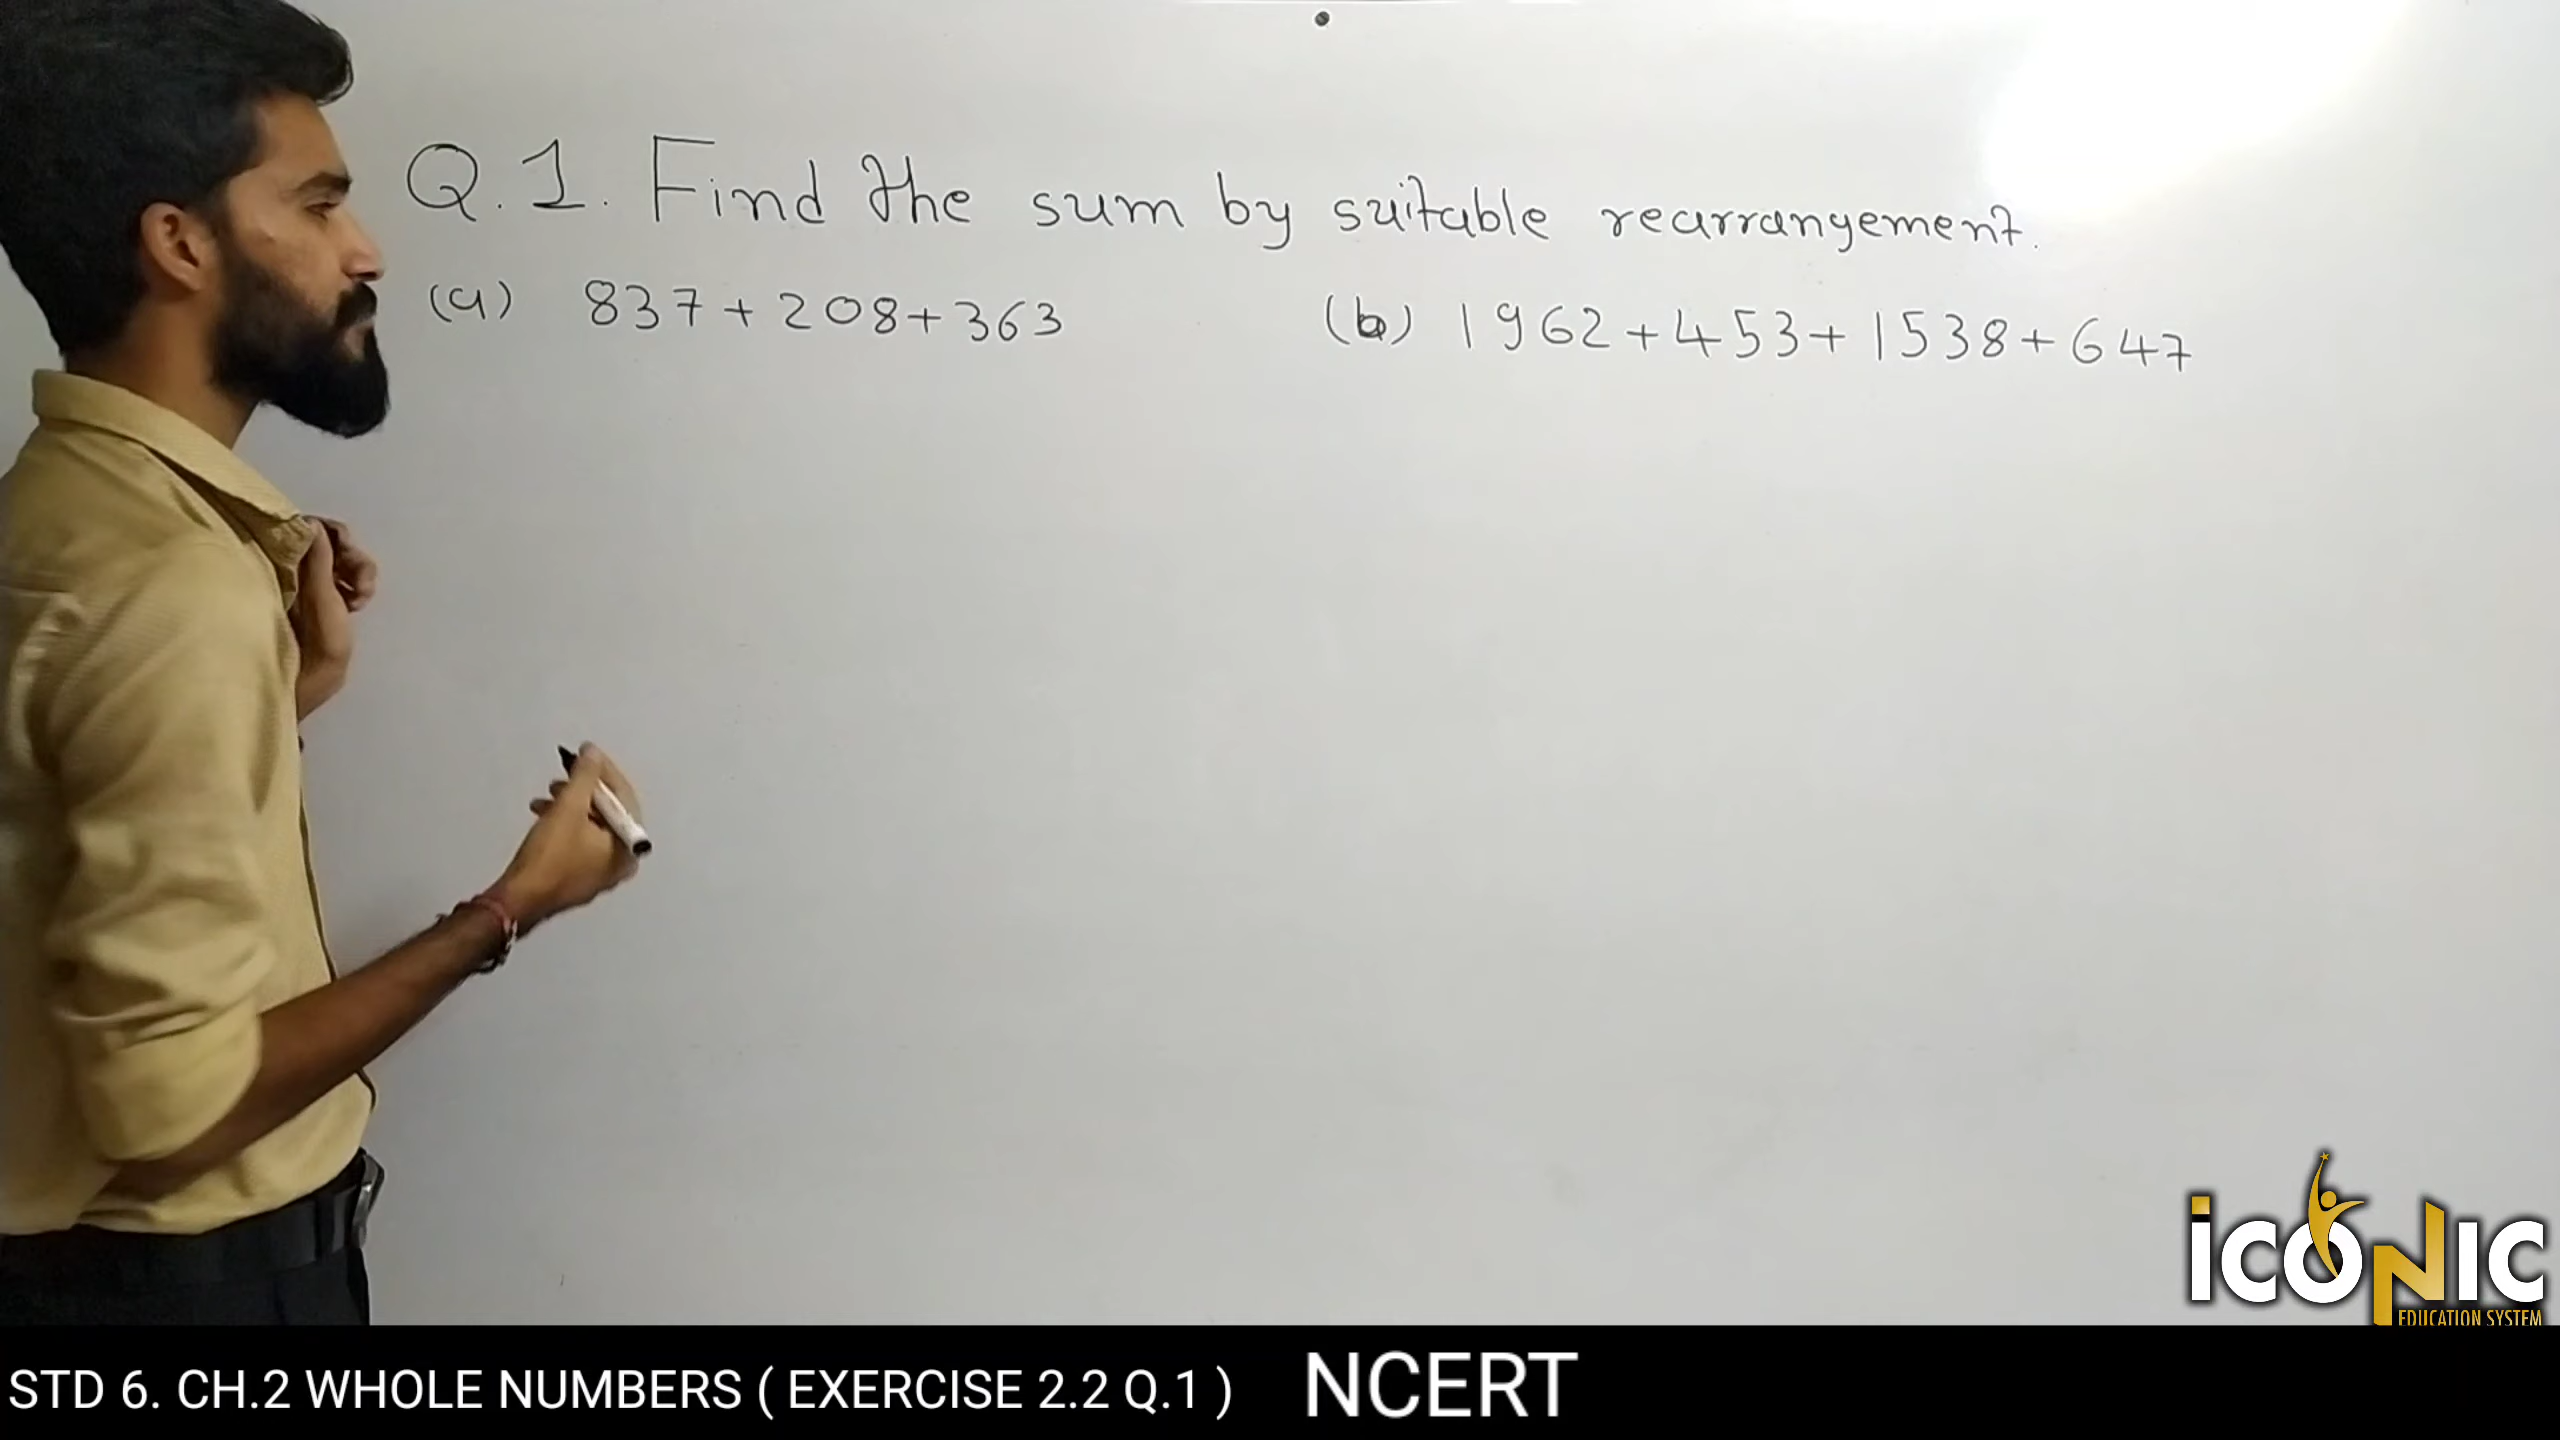 Q.1. Find the sum by suitable rearrangement.
(a) 837+208+363 (b) 1962+453+1538+647
iCONIC
EDUCATION SYSTEM
STD 6. CH.2 WHOLE NUMBERS ( EXERCISE 2.2 Q.1 ) NCERT